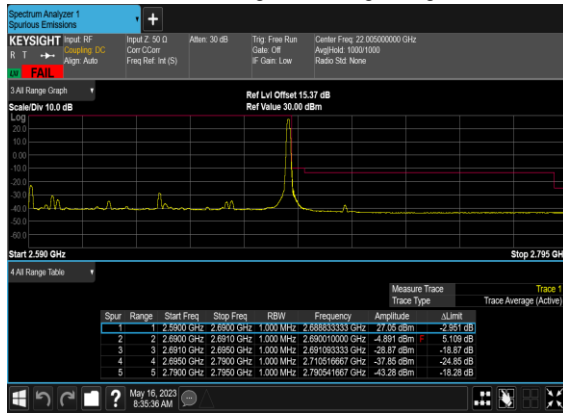 Spectrum Analyzer 1
Spurious Emissions
KEYSIGHT Input: RF Input Z: 50 Ω Atten: 30 dB Trig: Free Run Center Freq: 22.005000000 GHz
R T Coupling: DC Corr CCorr Gate: Off Avg|Hold: 1000/1000
Align: Auto Freq Ref: Int (S) IF Gain: Low Radio Std: None
FAIL
3 All Range Graph
Ref Lvl Offset 15.37 dB
Scale/Div 10.0 dB Ref Value 30.00 dBm
Log
20.0
10.0
0.00
-10.0
-20.0
-30.0
-40.0
-50.0
-60.0
Start 2.590 GHz Stop 2.795 GH
4 All Range Table
Measure Trace Trace 1
Trace Type Trace Average (Active)
Spur Range Start Freq Stop Freq RBW Frequency Amplitude ΔLimit
1 1 2.5900 GHz 2.6900 GHz 1.000 MHz 2.688833333 GHz 27.05 dBm -2.951 dB
2 2 2.6900 GHz 2.6910 GHz 1.000 MHz 2.690010000 GHz -4.891 dBm F 5.109 dB
3 3 2.6910 GHz 2.6950 GHz 1.000 MHz 2.691093333 GHz -28.87 dBm -18.87 dB
4 4 2.6950 GHz 2.7900 GHz 1.000 MHz 2.710516667 GHz -37.85 dBm -24.85 dB
5 5 2.7900 GHz 2.7950 GHz 1.000 MHz 2.790541667 GHz -43.28 dBm -18.28 dB
May 16, 2023
8:35:36 AM